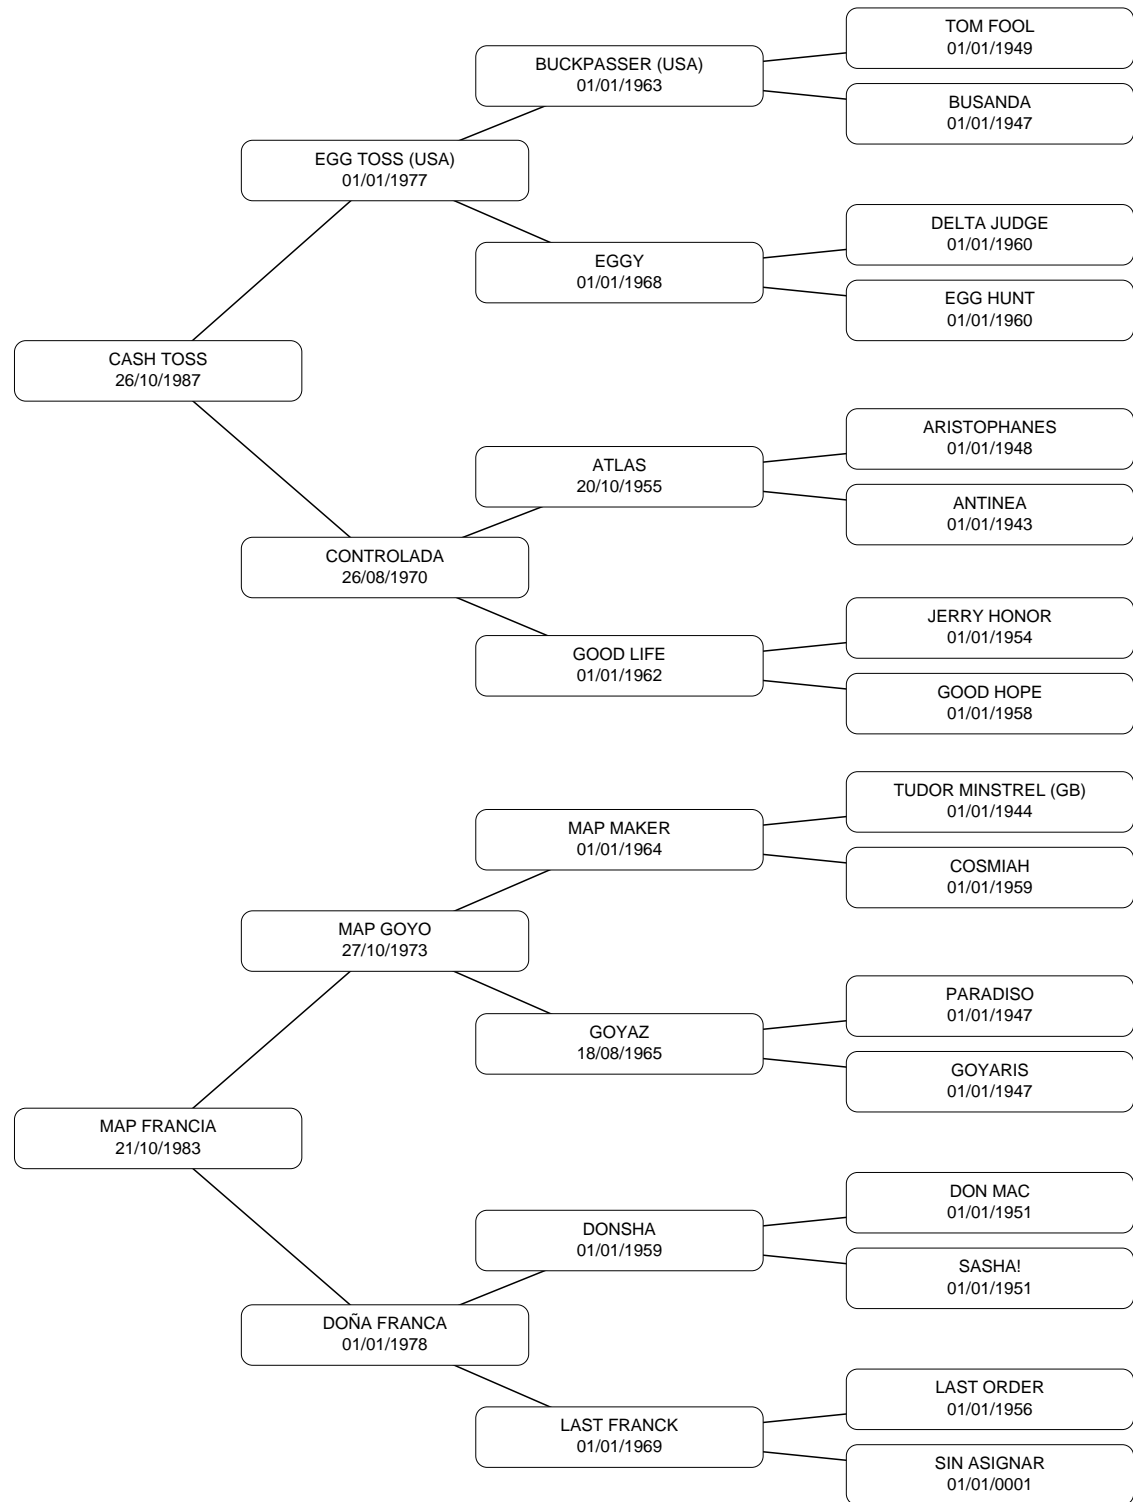 TOM FOOL
01/01/1949
BUCKPASSER (USA)
01/01/1963
BUSANDA
01/01/1947
EGG TOSS (USA)
01/01/1977
DELTA JUDGE
01/01/1960
EGGY
01/01/1968
EGG HUNT
01/01/1960
CASH TOSS
26/10/1987
ARISTOPHANES
01/01/1948
ATLAS
20/10/1955
ANTINEA
01/01/1943
CONTROLADA
26/08/1970
JERRY HONOR
01/01/1954
GOOD LIFE
01/01/1962
GOOD HOPE
01/01/1958
TUDOR MINSTREL (GB)
01/01/1944
MAP MAKER
01/01/1964
COSMIAH
01/01/1959
MAP GOYO
27/10/1973
PARADISO
01/01/1947
GOYAZ
18/08/1965
GOYARIS
01/01/1947
MAP FRANCIA
21/10/1983
DON MAC
01/01/1951
DONSHA
01/01/1959
SASHA!
01/01/1951
DOÑA FRANCA
01/01/1978
LAST ORDER
01/01/1956
LAST FRANCK
01/01/1969
SIN ASIGNAR
01/01/0001